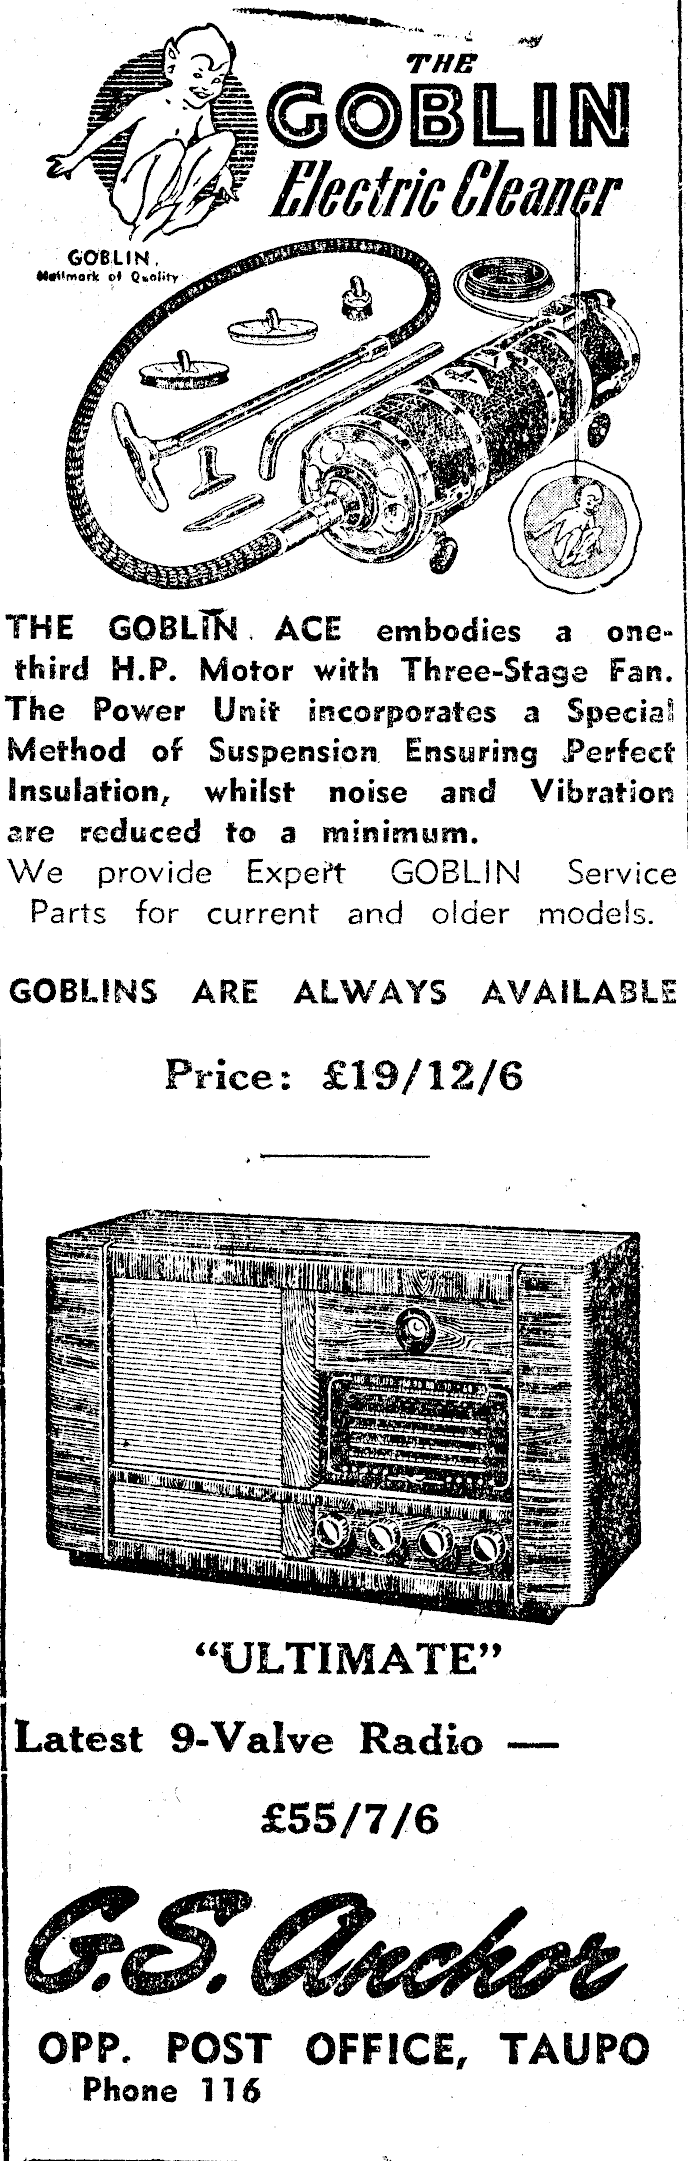 THE
GOBLIN
Electric Cleaner
GOBLIN.
Hallmark of Quality
THE GOBLIN ACE embodies a one-
third H.P. Motor with Three-Stage Fan.
The Power Unit incorporates a Special
Method of Suspension Ensuring Perfect
Insulation, whilst noise and Vibration
are reduced to a minimum.
We provide Expert GOBLIN Service
Parts for current and older models.
GOBLINS ARE ALWAYS AVAILABLE
Price: £19/12/6
“ULTIMATE”
Latest 9-Valve Radio —
£55/7/6
G.S. Anchor
OPP. POST OFFICE, TAUPO
Phone 116